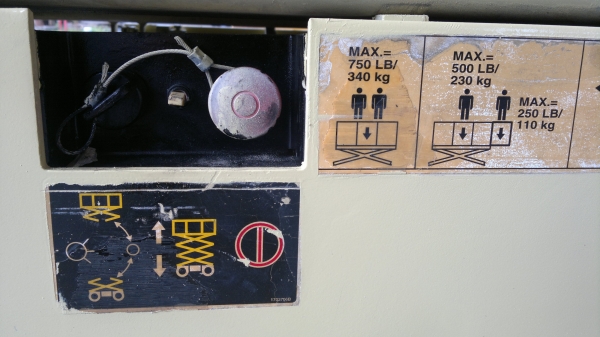 MAX.=
750 LB/
340 kg
MAX.=
500 LB/
230 kg
MAX.=
250 LB/
110 kg